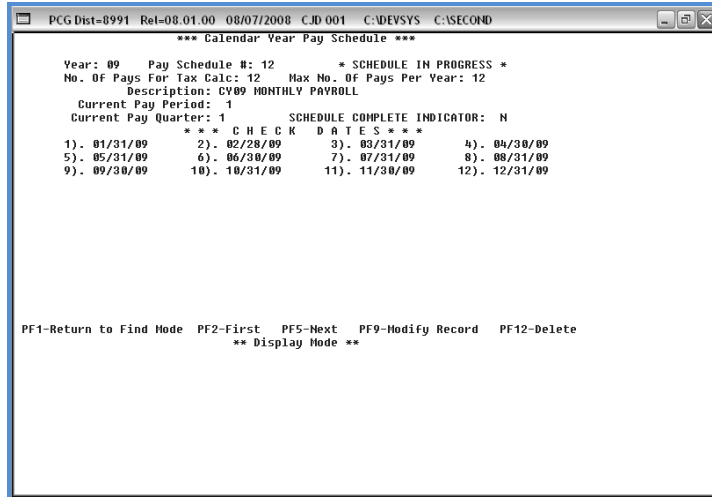 PCG Dist=8991 Rel=08.01.00 08/07/2008 CJD 001 C:\DEVSYS C:\SECOND
*** Calendar Year Pay Schedule ***
Year: 09 Pay Schedule #: 12 * SCHEDULE IN PROGRESS *
No. Of Pays For Tax Calc: 12 Max No. Of Pays Per Year: 12
Description: CY09 MONTHLY PAYROLL
Current Pay Period: 1
Current Pay Quarter: 1 SCHEDULE COMPLETE INDICATOR: N
* * * C H E C K D A T E S * * *
1). 01/31/09 2). 02/28/09 3). 03/31/09 4). 04/30/09
5). 05/31/09 6). 06/30/09 7). 07/31/09 8). 08/31/09
9). 09/30/09 10). 10/31/09 11). 11/30/09 12). 12/31/09
PF1-Return to Find Mode PF2-First PF5-Next PF9-Modify Record PF12-Delete
** Display Mode **